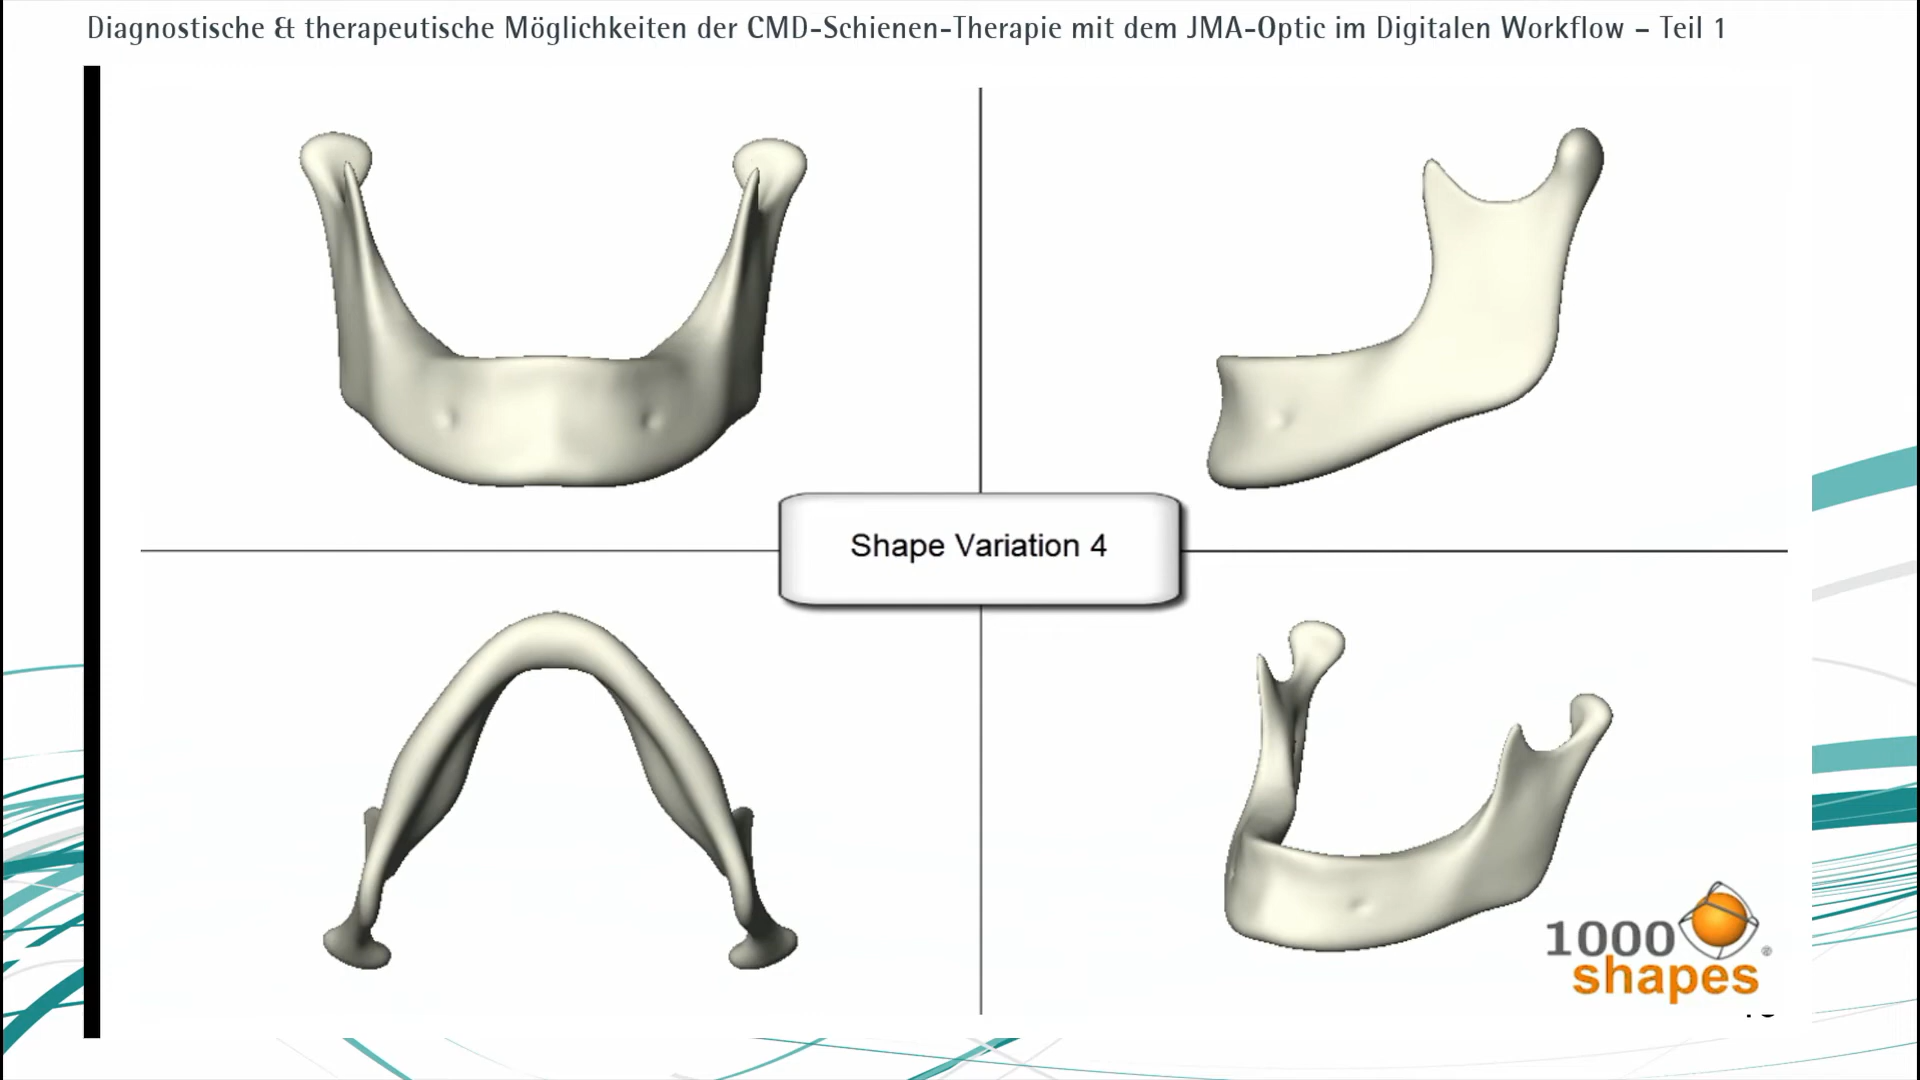 Diagnostische & therapeutische Möglichkeiten der CMD-Schienen-Therapie mit dem JMA-Optic im Digitalen Workflow – Teil 1
Shape Variation 4
1000
shapes
®